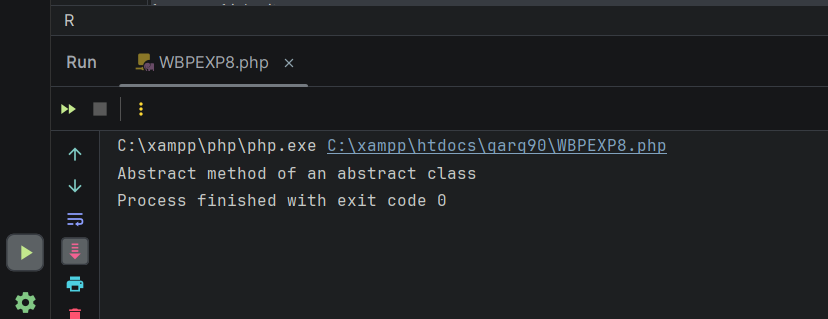 R
Run WBPEXP8.php
C:\xampp\php\php.exe C:\xampp\htdocs\qarq90\WBPEXP8.php
Abstract method of an abstract class
Process finished with exit code 0